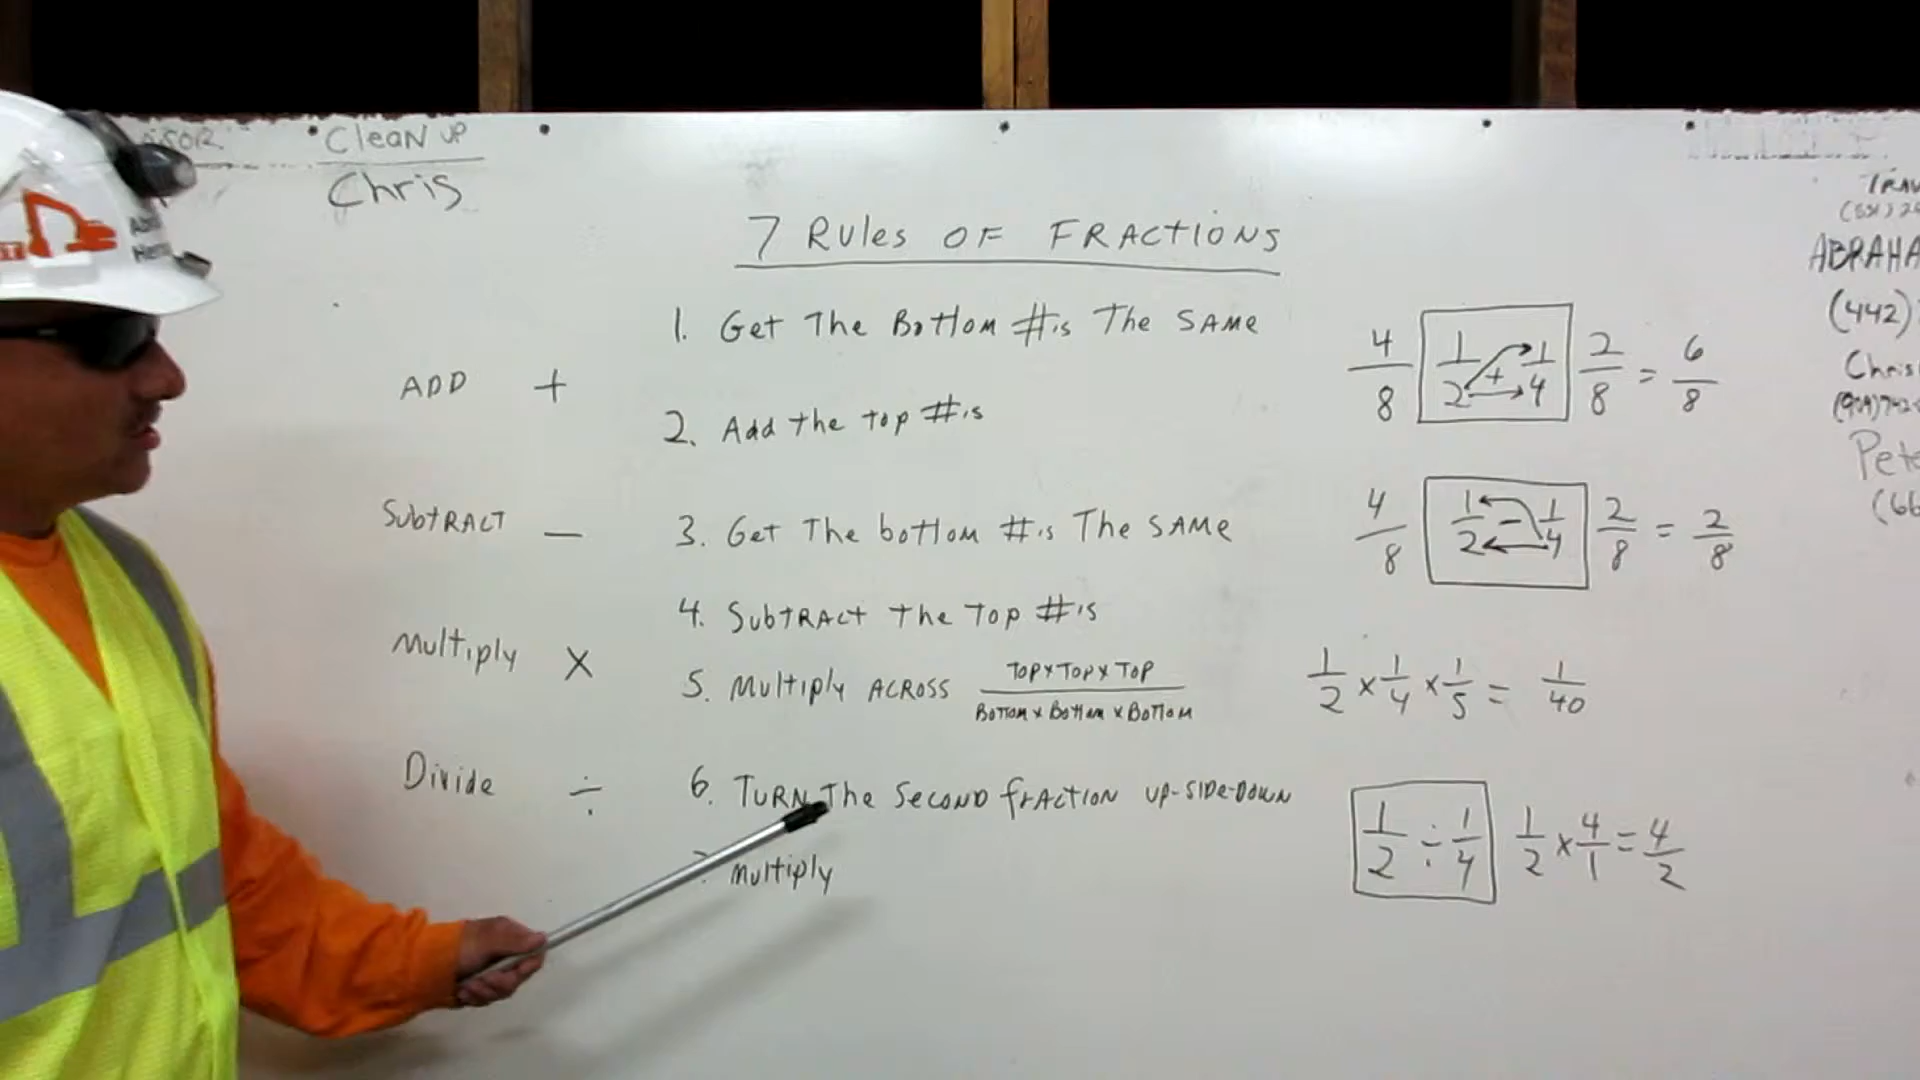 Clean up
Chris
7 Rules of Fractions
1. Get The Bottom #'s The Same
ADD +
2. Add the top #'s
4/8 1/2 + 1/4 2/8 = 6/8
Subtract —
3. Get The bottom #'s The Same
4. Subtract the Top #'s
4/8 1/2 - 1/4 2/8 = 2/8
Multiply X
5. Multiply Across Top x Top x Top
Bottom x Bottom x Bottom
1/2 x 1/4 x 1/5 = 1/40
Divide ÷
6. Turn The Second fraction up-side-down
Multiply
1/2 ÷ 1/4 1/2 x 4/1 = 4/2
ABRAHA
(442)
Chris
Pete
(66